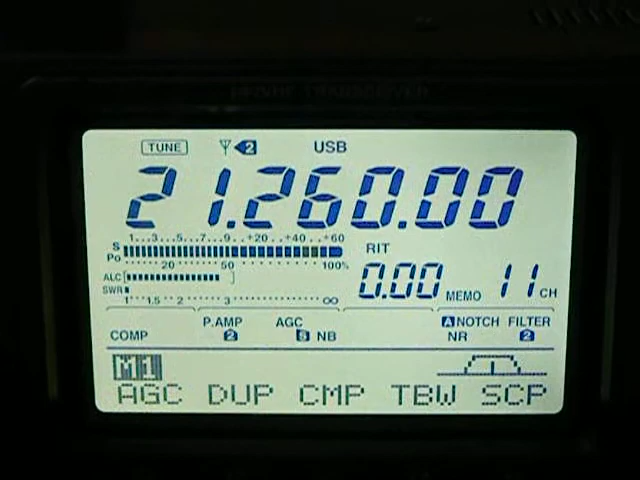 HF/VHF TRANSCEIVER
TUNE 2 USB
21.260.00
S 1...3...5...7...9..+20...+40...+60
Po 20 50 100%
RIT
ALC
SWR 1 1.5 2 3 ∞
0.00 MEMO 11 CH
COMP P.AMP 2 AGC S NB A NOTCH NR FILTER 2
M1
AGC DUP CMP TBW SCP